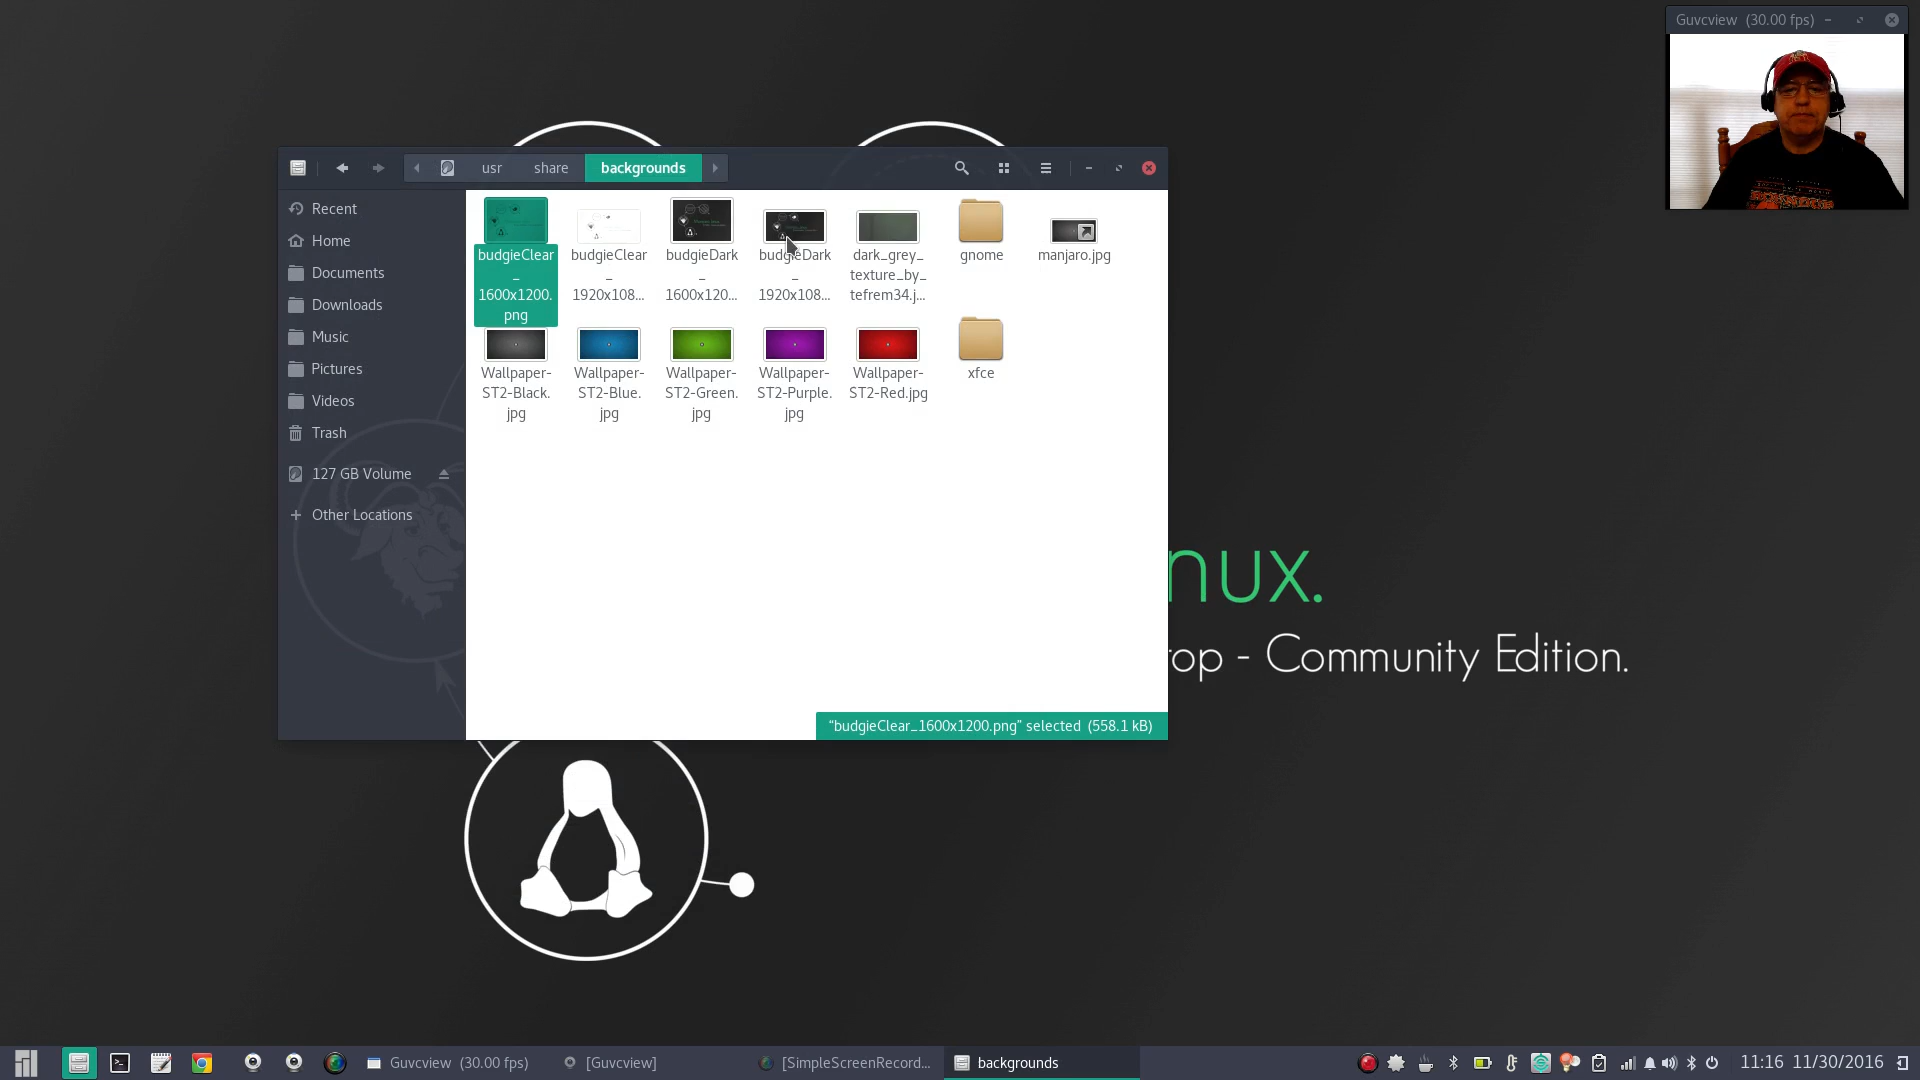 Guvcview (30.00 fps)
usr
share
backgrounds
Recent
Home
Documents
Downloads
Music
Pictures
Videos
Trash
127 GB Volume
Other Locations
budgieClear
_
1600x1200.
png
budgieClear
_
1920x108...
budgieDark
_
1600x120...
budgieDark
_
1920x108...
dark_grey_
texture_by_
tefrem34.j...
gnome
manjaro.jpg
Wallpaper-
ST2-Black.
jpg
Wallpaper-
ST2-Blue.
jpg
Wallpaper-
ST2-Green.
jpg
Wallpaper-
ST2-Purple.
jpg
Wallpaper-
ST2-Red.jpg
xfce
"budgieClear_1600x1200.png" selected (558.1 kB)
nux.
top - Community Edition.
Guvcview (30.00 fps)
[Guvcview]
[SimpleScreenRecord...
backgrounds
11:16 11/30/2016